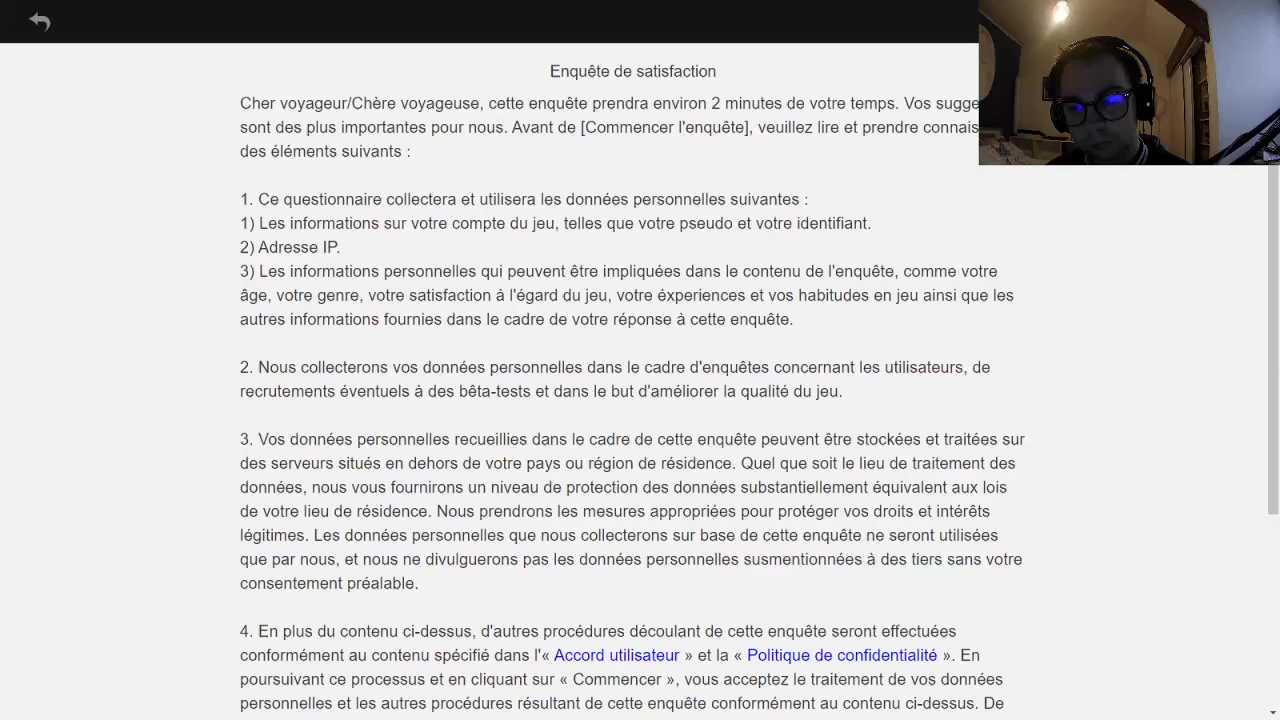 Enquête de satisfaction
Cher voyageur/Chère voyageuse, cette enquête prendra environ 2 minutes de votre temps. Vos
sont des plus importantes pour nous. Avant de [Commencer l'enquête], veuillez lire et prendre
des éléments suivants :
1. Ce questionnaire collectera et utilisera les données personnelles suivantes :
1) Les informations sur votre compte du jeu, telles que votre pseudo et votre identifiant.
2) Adresse IP.
3) Les informations personnelles qui peuvent être impliquées dans le contenu de l'enquête, comme votre
âge, votre genre, votre satisfaction à l'égard du jeu, votre éxperiences et vos habitudes en jeu ainsi que les
autres informations fournies dans le cadre de votre réponse à cette enquête.
2. Nous collecterons vos données personnelles dans le cadre d'enquêtes concernant les utilisateurs, de
recrutements éventuels à des bêta-tests et dans le but d'améliorer la qualité du jeu.
3. Vos données personnelles recueillies dans le cadre de cette enquête peuvent être stockées et traitées sur
des serveurs situés en dehors de votre pays ou région de résidence. Quel que soit le lieu de traitement des
données, nous vous fournirons un niveau de protection des données substantiellement équivalent aux lois
de votre lieu de résidence. Nous prendrons les mesures appropriées pour protéger vos droits et intérêts
légitimes. Les données personnelles que nous collecterons sur base de cette enquête ne seront utilisées
que par nous, et nous ne divulguerons pas les données personnelles susmentionnées à des tiers sans votre
consentement préalable.
4. En plus du contenu ci-dessus, d'autres procédures découlant de cette enquête seront effectuées
conformément au contenu spécifié dans l'« Accord utilisateur » et la « Politique de confidentialité ». En
poursuivant ce processus et en cliquant sur « Commencer », vous acceptez le traitement de vos données
personnelles et les autres procédures résultant de cette enquête conformément au contenu ci-dessus. De